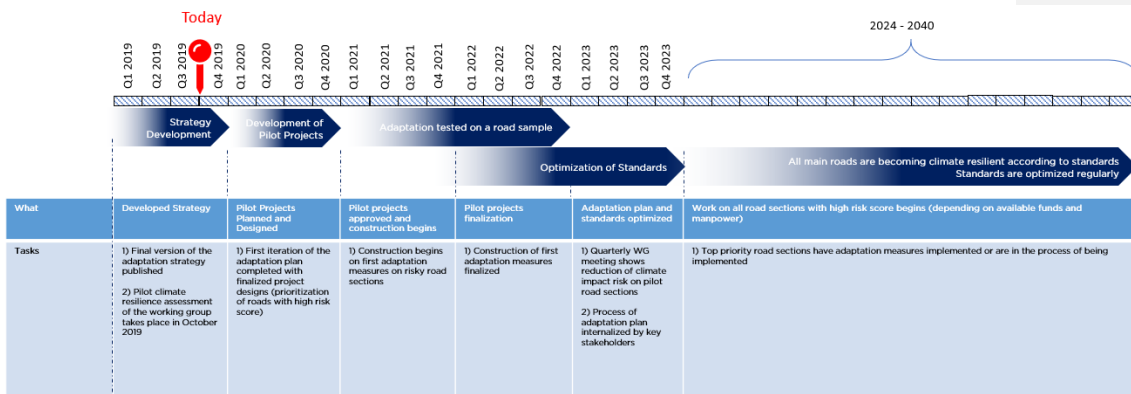 Today
2024 - 2040
Q1 2019
Q2 2019
Q3 2019
Q4 2019
Q1 2020
Q2 2020
Q3 2020
Q4 2020
Q1 2021
Q2 2021
Q3 2021
Q4 2021
Q1 2022
Q2 2022
Q3 2022
Q4 2022
Q1 2023
Q2 2023
Q3 2023
Q4 2023
Strategy
Development
Development of
Pilot Projects
Adaptation tested on a road sample
Optimization of Standards
All main roads are becoming climate resilient according to standards
Standards are optimized regularly
What
Developed Strategy
Pilot Projects
Planned and
Designed
Pilot projects
approved and
construction begins
Pilot projects
finalization
Adaptation plan and
standards optimized
Work on all road sections with high risk score begins (depending on available funds and
manpower)
Tasks
1) Final version of the
adaptation strategy
published
2) Pilot climate
resilience assessment
of the working group
takes place in October
2019
1) First iteration of the
adaptation plan
completed with
finalized project
designs (prioritization
of roads with high risk
score)
1) Construction begins
on first adaptation
measures on risky road
sections
1) Construction of first
adaptation measures
finalized
1) Quarterly WG
meeting shows
reduction of climate
impact risk on pilot
road sections
2) Process of
adaptation plan
internalized by key
stakeholders
1) Top priority road sections have adaptation measures implemented or are in the process of being
implemented